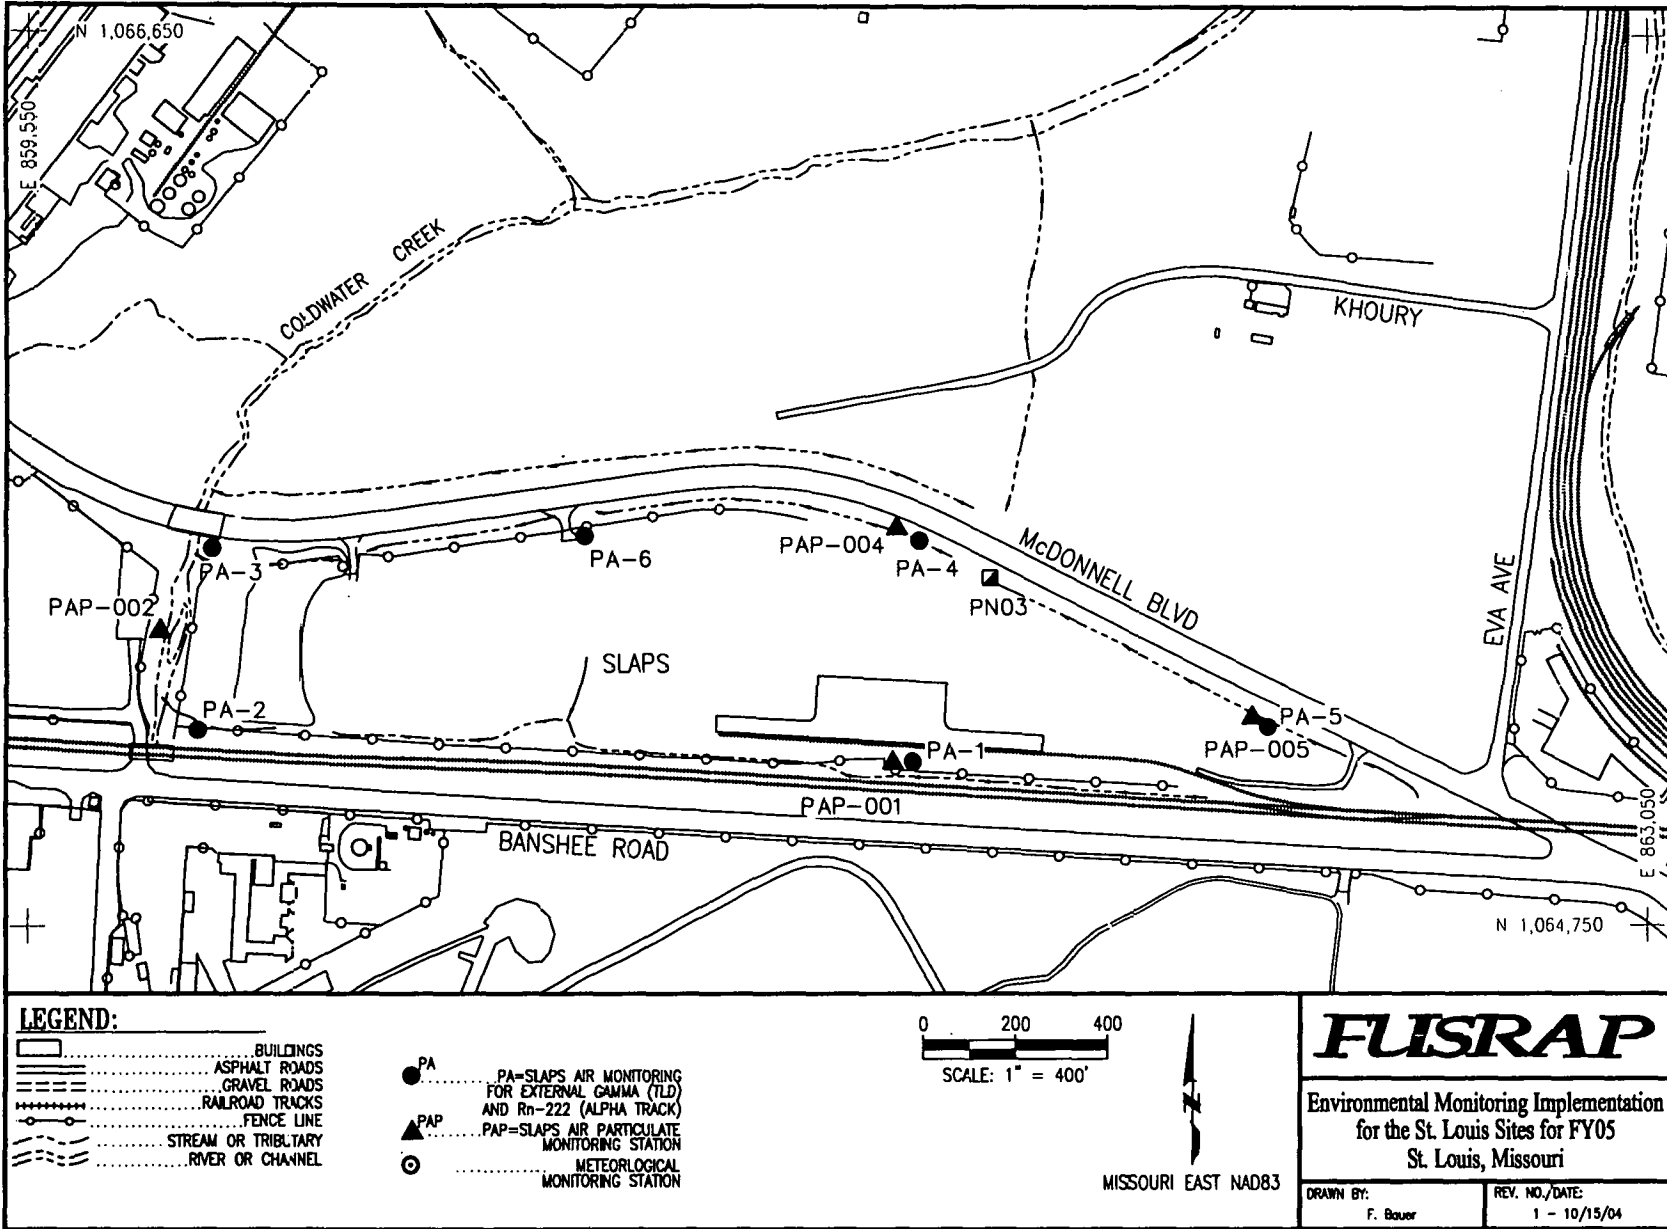 N 1,066,650
E 859,550
COLDWATER CREEK
KHOURY
McDONNELL BLVD
EVA AVE
PA-3
PA-6
PAP-004
PA-4
PN03
PAP-002
SLAPS
PA-2
PA-5
PAP-005
PA-1
PAP-001
BANSHEE ROAD
E 863,050
N 1,064,750
LEGEND:
BUILDINGS
ASPHALT ROADS
GRAVEL ROADS
RAILROAD TRACKS
FENCE LINE
STREAM OR TRIBUTARY
RIVER OR CHANNEL
PA
PA=SLAPS AIR MONITORING
FOR EXTERNAL GAMMA (TLD)
AND Rn-222 (ALPHA TRACK)
PAP
PAP=SLAPS AIR PARTICULATE
MONITORING STATION
METEORLOGICAL
MONITORING STATION
0 200 400
SCALE: 1" = 400'
N
MISSOURI EAST NAD83
FUSRAP
Environmental Monitoring Implementation
for the St. Louis Sites for FY05
St. Louis, Missouri
DRAWN BY:
F. Bauer
REV. NO./DATE:
1 - 10/15/04